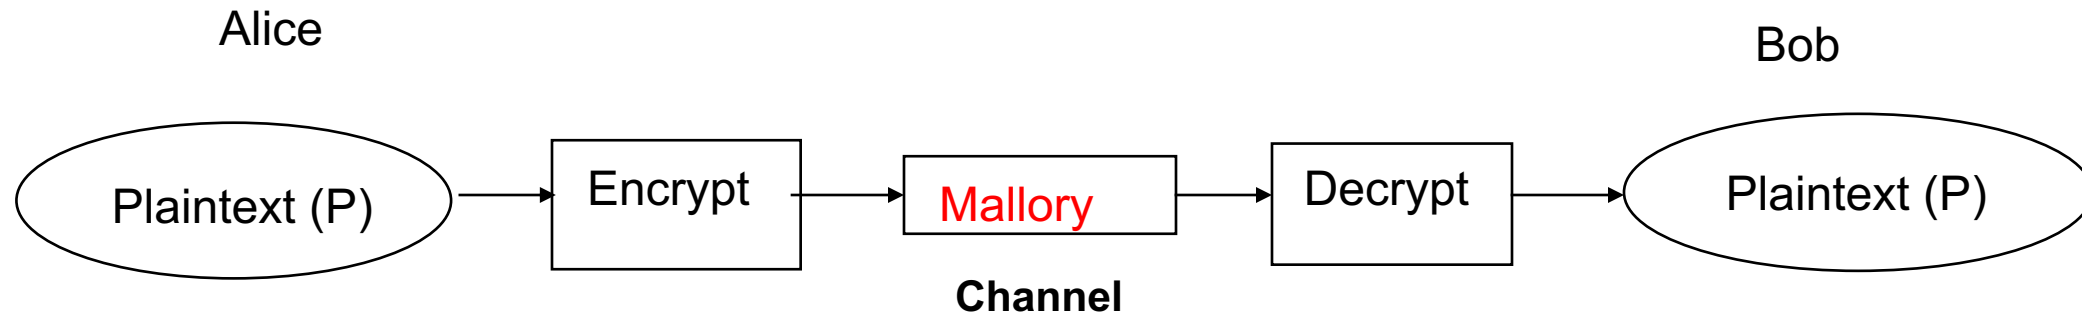 Alice
Bob
Plaintext (P)
Encrypt
Mallory
Decrypt
Plaintext (P)
Channel